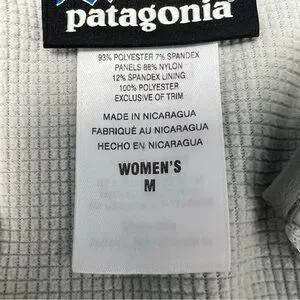 patagonia
93% POLYESTER 7% SPANDEX
PANELS 88% NYLON
12% SPANDEX LINING
100% POLYESTER
EXCLUSIVE OF TRIM
MADE IN NICARAGUA
FABRIQUÉ AU NICARAGUA
HECHO EN NICARAGUA
WOMEN'S
M